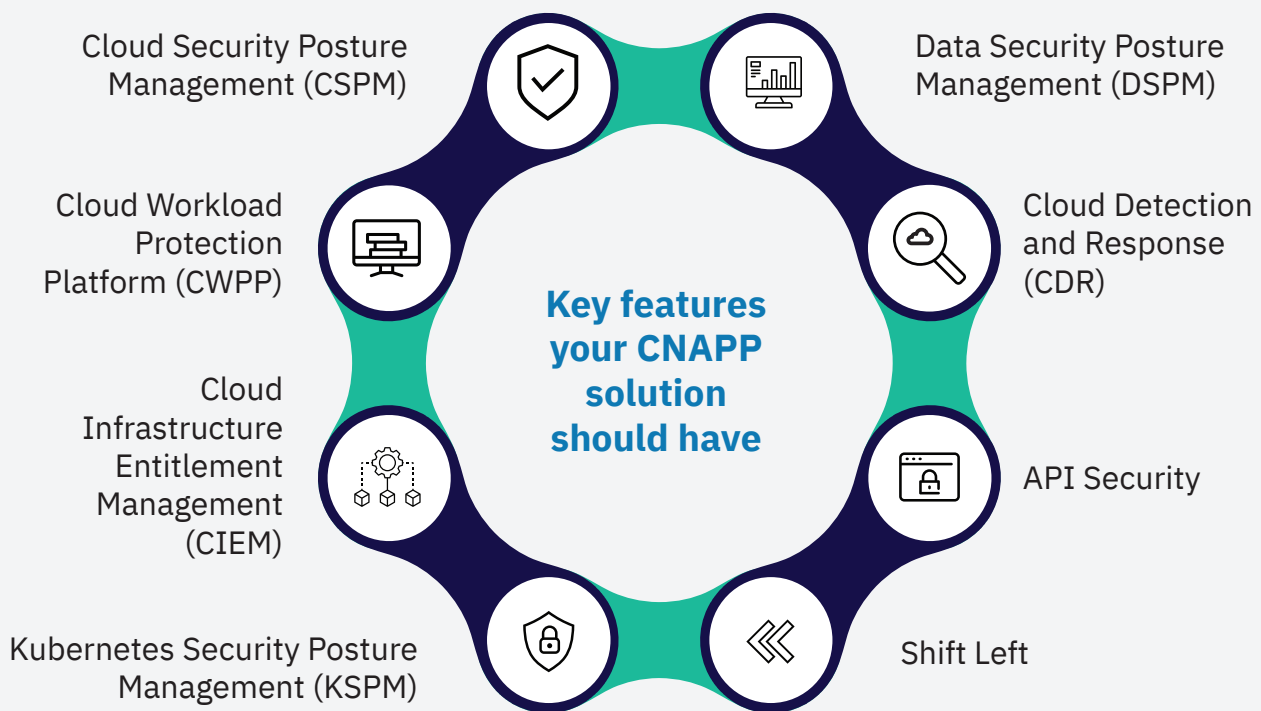 Cloud Security Posture
Management (CSPM)
Data Security Posture
Management (DSPM)
Cloud Workload
Protection
Platform (CWPP)
Cloud Detection
and Response
(CDR)
Key features
your CNAPP
solution
should have
Cloud
Infrastructure
Entitlement
Management
(CIEM)
API Security
Kubernetes Security Posture
Management (KSPM)
Shift Left